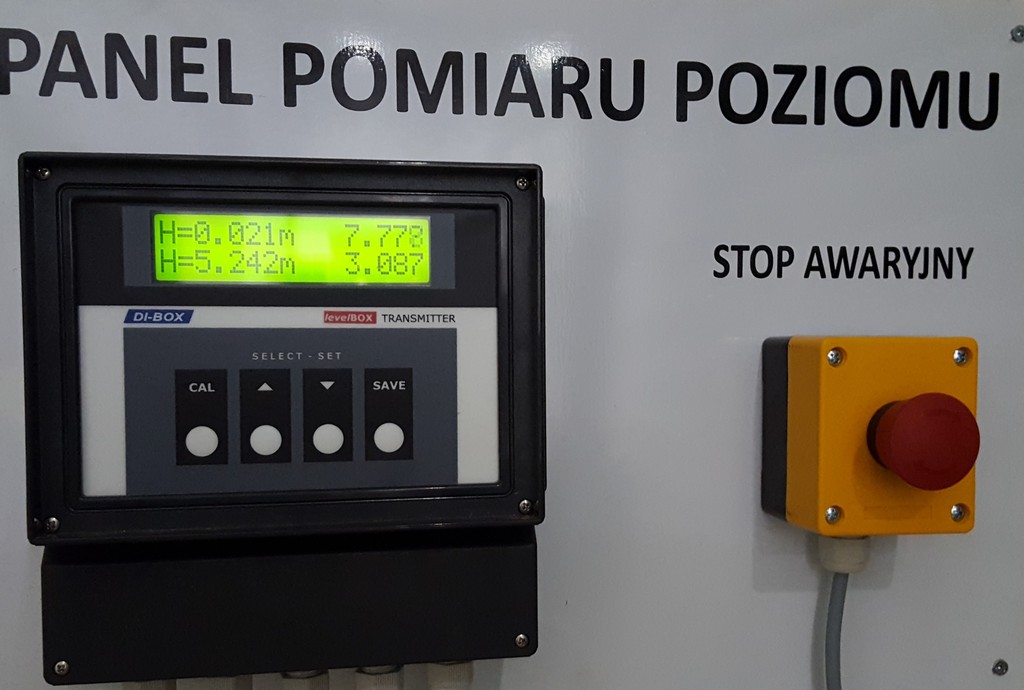 PANEL POMIARU POZIOMU
STOP AWARYJNY
H=0.021m 7.778
H=5.242m 3.087
DI-BOX levelBOX TRANSMITTER
SELECT - SET
CAL ▲ ▼ SAVE